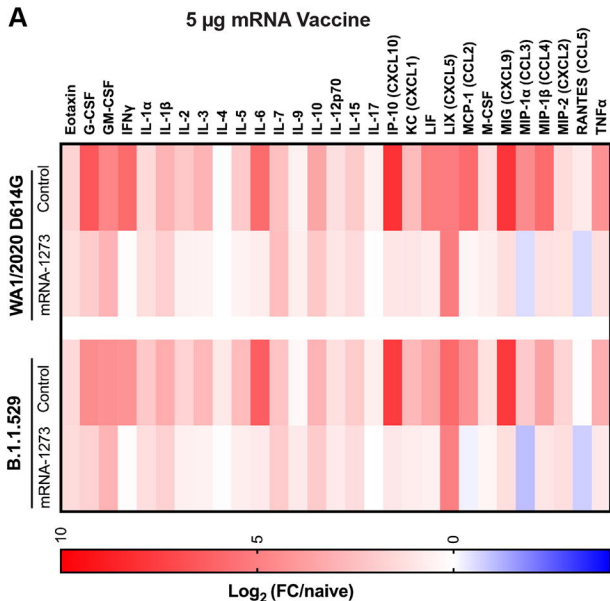 A
5 µg mRNA Vaccine
Eotaxin
G-CSF
GM-CSF
IFNγ
IL-1α
IL-1β
IL-2
IL-3
IL-4
IL-5
IL-6
IL-7
IL-9
IL-10
IL-12p70
IL-15
IL-17
IP-10 (CXCL10)
KC (CXCL1)
LIF
LIX (CXCL5)
MCP-1 (CCL2)
M-CSF
MIG (CXCL9)
MIP-1α (CCL3)
MIP-1β (CCL4)
MIP-2 (CXCL2)
RANTES (CCL5)
TNFα
WA1/2020 D614G
Control
mRNA-1273
B.1.1.529
Control
mRNA-1273
10
5
0
Log2 (FC/naive)